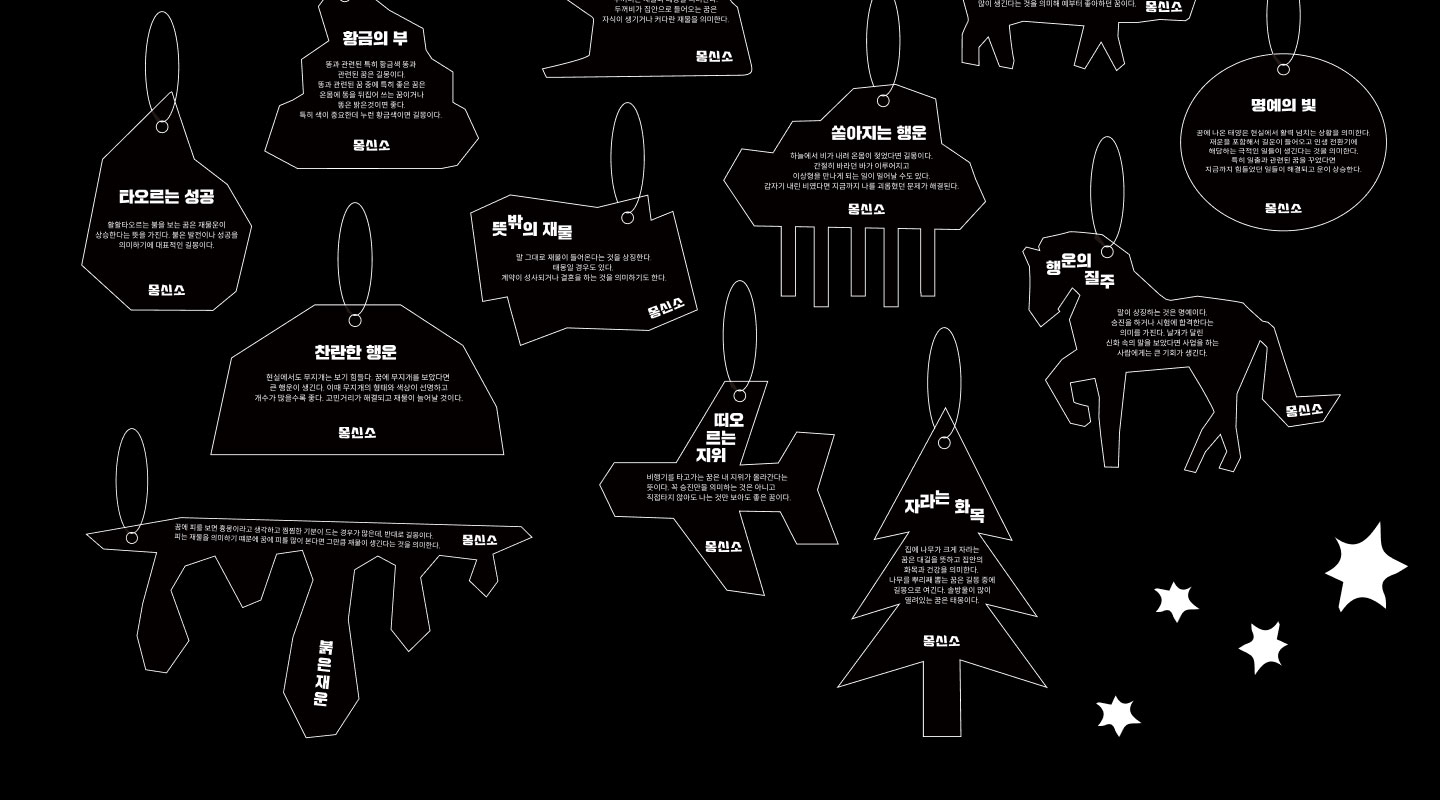 황금의 부
똥과 관련된 특히 황금색 똥과
관련된 꿈은 길몽이다.
똥과 관련된 꿈 중에 특히 좋은 꿈은
온몸에 똥을 뒤집어 쓰는 꿈이거나
똥은 밝은것이면 좋다.
특히 색이 중요한데 누런 황금색이면 길몽이다.
몽신소
두꺼비가 집안으로 들어오는 꿈은
자식이 생기거나 커다란 재물을 의미한다.
몽신소
많이 생긴다는 것을 의미해 예부터 좋아하던 꿈이다.
몽신소
명예의 빛
꿈에 나온 태양은 현실에서 활력 넘치는 상황을 의미한다.
재운을 포함해서 길운이 들어오고 인생 전환기에
해당하는 극적인 일들이 생긴다는 것을 의미한다.
특히 일출과 관련된 꿈을 꾸었다면
지금까지 힘들었던 일들이 해결되고 운이 상승한다.
몽신소
쏟아지는 행운
하늘에서 비가 내려 온몸이 젖었다면 길몽이다.
간절히 바라던 바가 이루어지고
이상형을 만나게 되는 일이 일어날 수도 있다.
갑자기 내린 비였다면 지금까지 나를 괴롭혔던 문제가 해결된다.
몽신소
타오르는 성공
활활타오르는 불을 보는 꿈은 재물운이
상승한다는 뜻을 가진다. 불은 발전이나 성공을
의미하기에 대표적인 길몽이다.
몽신소
뜻밖의 재물
말 그대로 재물이 들어온다는 것을 상징한다
태몽일 경우도 있다.
계약이 성사되거나 결혼을 하는 것을 의미하기도 한다.
몽신소
행운의
질주
말이 상징하는 것은 명예이다.
승진을 하거나 시험에 합격한다는
의미를 가진다. 날개가 달린
신화 속의 말을 보았다면 사업을 하는
사람에게는 큰 기회가 생긴다.
몽신소
찬란한 행운
현실에서도 무지개는 보기 힘들다. 꿈에 무지개를 보았다면
큰 행운이 생긴다. 이때 무지개의 형태와 색상이 선명하고
개수가 많을수록 좋다. 고민거리가 해결되고 재물이 늘어날 것이다.
몽신소
떠오
르는
지위
비행기를 타고가는 꿈은 내 지위가 올라간다는
뜻이다. 꼭 승진만을 의미하는 것은 아니고
직접타지 않아도 나는 것만 보아도 좋은 꿈이다.
몽신소
자라는 화목
집에 나무가 크게 자라는
꿈은 대길을 뜻하고 집안의
화목과 건강을 의미한다.
나무를 뿌리째 뽑는 꿈은 길몽 중에
길몽으로 여긴다. 솔방울이 많이
열려있는 꿈은 태몽이다.
몽신소
꿈에 피를 보면 흉몽이라고 생각하고 찜찜한 기분이 드는 경우가 많은데, 반대로 길몽이다.
피는 재물을 의미하기 때문에 꿈에 피를 많이 본다면 그만큼 재물이 생긴다는 것을 의미한다.
몽신소
붉은재운